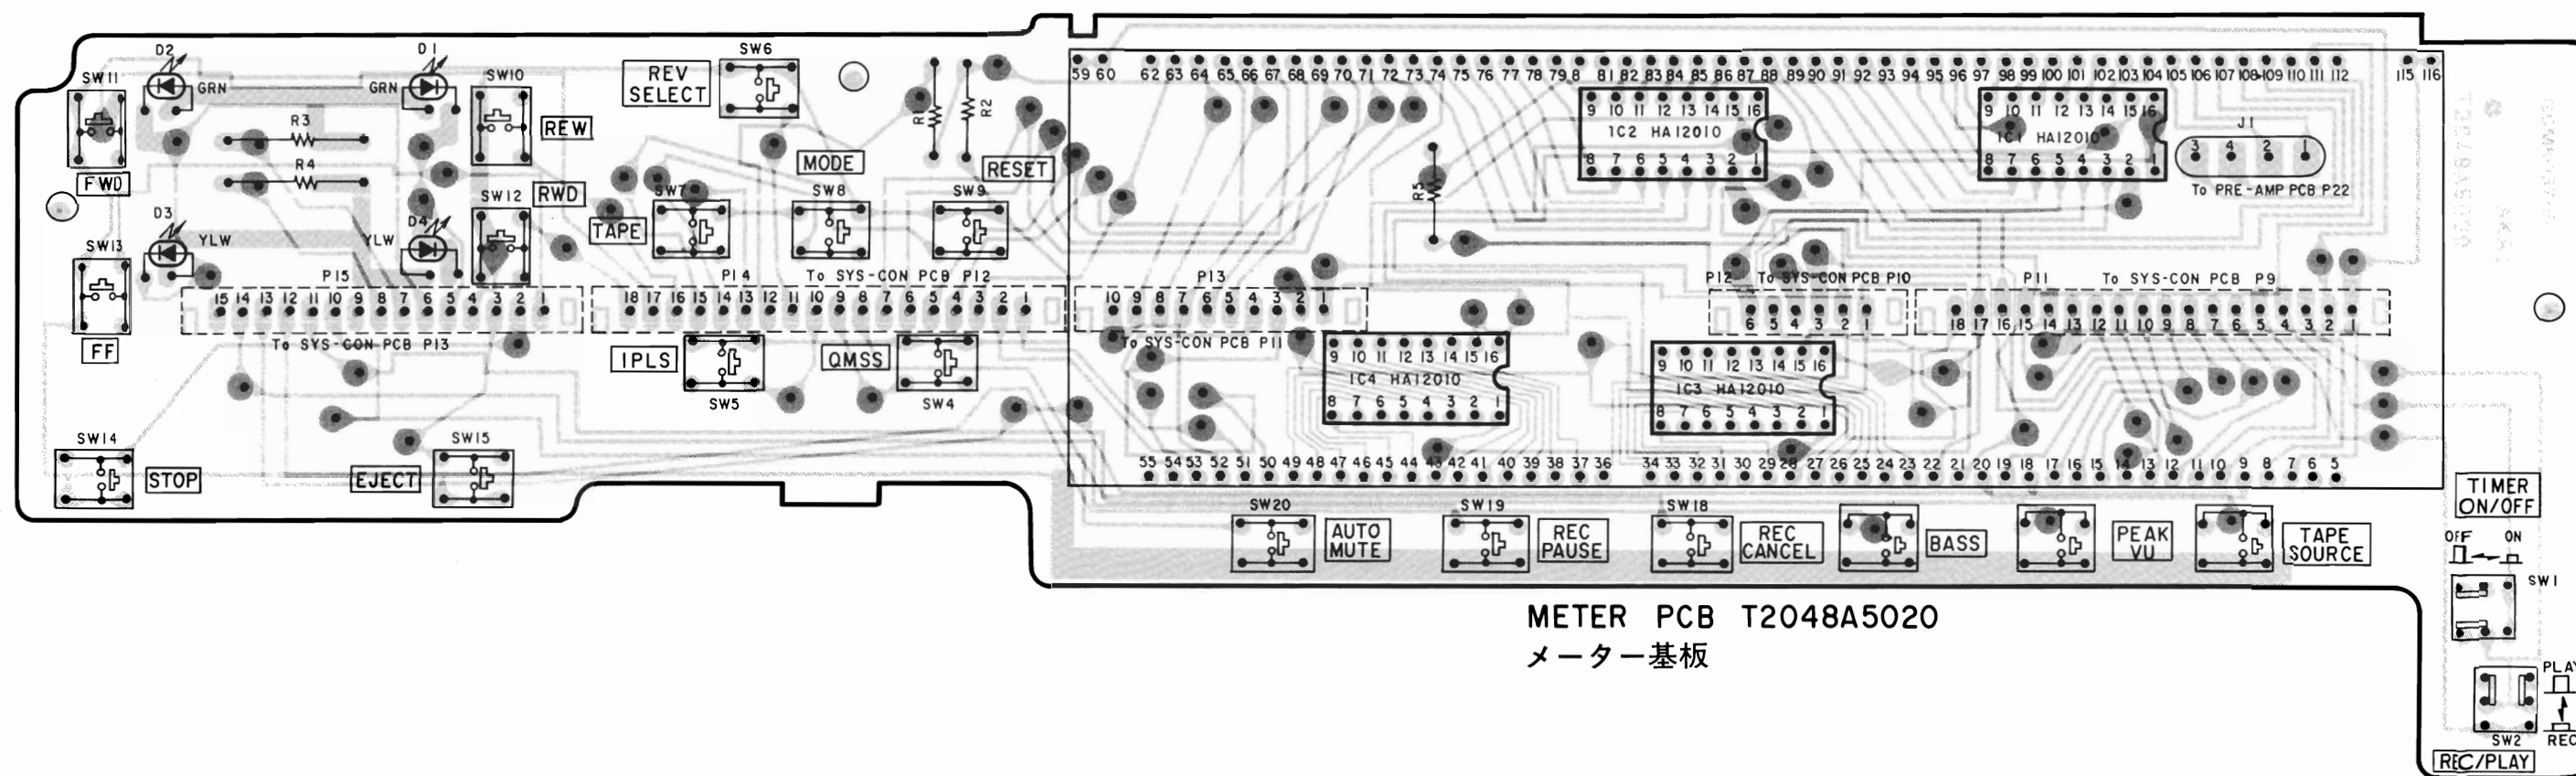 D2
D1
SW6
SW11
GRN
GRN
SW10
REV
SELECT
R1
R2
REW
R3
R4
FWD
MODE
RESET
SW12
RWD
SW7
SW8
SW9
TAPE
D3
YLW
YLW
D4
SW13
FF
P15
15 14 13 12 11 10 9 8 7 6 5 4 3 2 1
To SYS-CON PCB P13
P14 To SYS-CON PCB P12
18 17 16 15 14 13 12 11 10 9 8 7 6 5 4 3 2 1
IPLS
SW5
QMSS
SW4
SW14
STOP
EJECT
SW15
59 60 62 63 64 65 66 67 68 69 70 71 72 73 74 75 76 77 78 79 8 81 82 83 84 85 86 87 88 89 90 91 92 93 94 95 96 97 98 99 100 101 102 103 104 105 106 107 108 109 110 111 112 115 116
9 10 11 12 13 14 15 16
IC2 HA12010
8 7 6 5 4 3 2 1
9 10 11 12 13 14 15 16
IC1 HA12010
8 7 6 5 4 3 2 1
J1
3 4 2 1
To PRE-AMP PCB P22
R5
P13
10 9 8 7 6 5 4 3 2 1
To SYS-CON PCB P11
P12 To SYS-CON PCB P10
6 5 4 3 2 1
P11 To SYS-CON PCB P9
18 17 16 15 14 13 12 11 10 9 8 7 6 5 4 3 2 1
9 10 11 12 13 14 15 16
IC4 HA12010
8 7 6 5 4 3 2 1
9 10 11 12 13 14 15 16
IC3 HA12010
8 7 6 5 4 3 2 1
55 54 53 52 51 50 49 48 47 46 45 44 43 42 41 40 39 38 37 36 34 33 32 31 30 29 28 27 26 25 24 23 22 21 20 19 18 17 16 15 14 13 12 11 10 9 8 7 6 5
SW20
AUTO
MUTE
SW19
REC
PAUSE
SW18
REC
CANCEL
BASS
PEAK
VU
TAPE
SOURCE
TIMER
ON/OFF
OFF ON
SW1
PLAY
SW2
REC
REC/PLAY
METER PCB T2048A5020
メーター基板